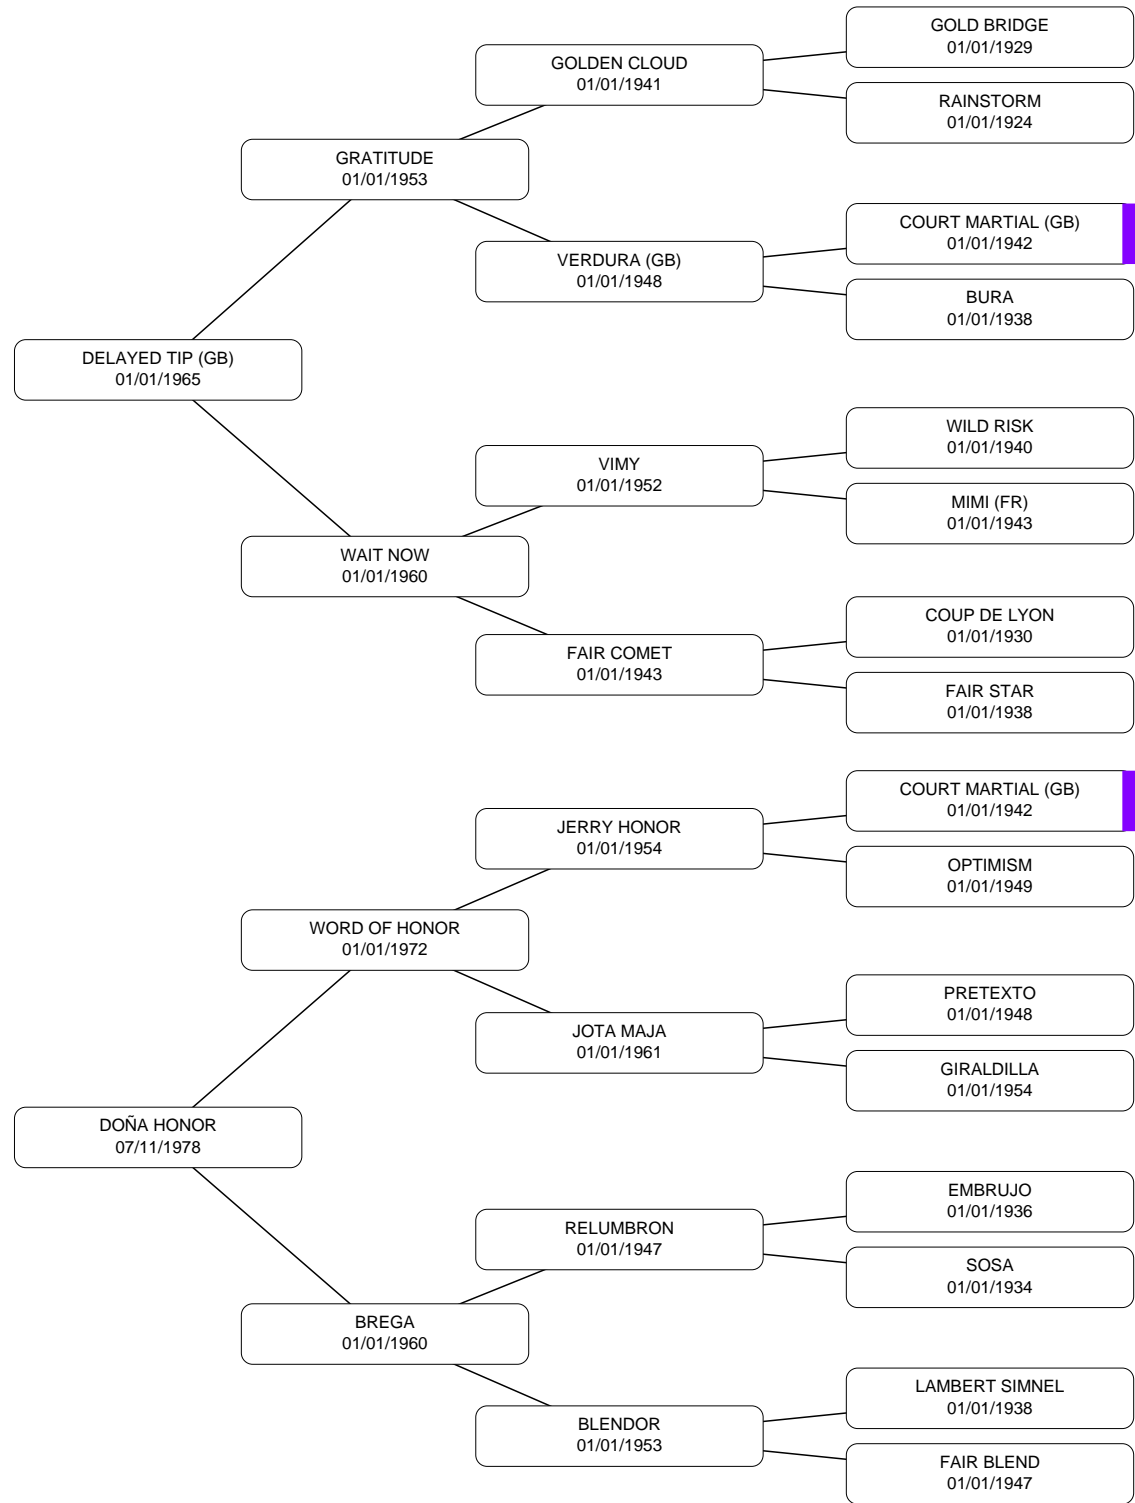 GOLD BRIDGE
01/01/1929
GOLDEN CLOUD
01/01/1941
RAINSTORM
01/01/1924
GRATITUDE
01/01/1953
COURT MARTIAL (GB)
01/01/1942
VERDURA (GB)
01/01/1948
BURA
01/01/1938
DELAYED TIP (GB)
01/01/1965
WILD RISK
01/01/1940
VIMY
01/01/1952
MIMI (FR)
01/01/1943
WAIT NOW
01/01/1960
COUP DE LYON
01/01/1930
FAIR COMET
01/01/1943
FAIR STAR
01/01/1938
COURT MARTIAL (GB)
01/01/1942
JERRY HONOR
01/01/1954
OPTIMISM
01/01/1949
WORD OF HONOR
01/01/1972
PRETEXTO
01/01/1948
JOTA MAJA
01/01/1961
GIRALDILLA
01/01/1954
DOÑA HONOR
07/11/1978
EMBRUJO
01/01/1936
RELUMBRON
01/01/1947
SOSA
01/01/1934
BREGA
01/01/1960
LAMBERT SIMNEL
01/01/1938
BLENDOR
01/01/1953
FAIR BLEND
01/01/1947